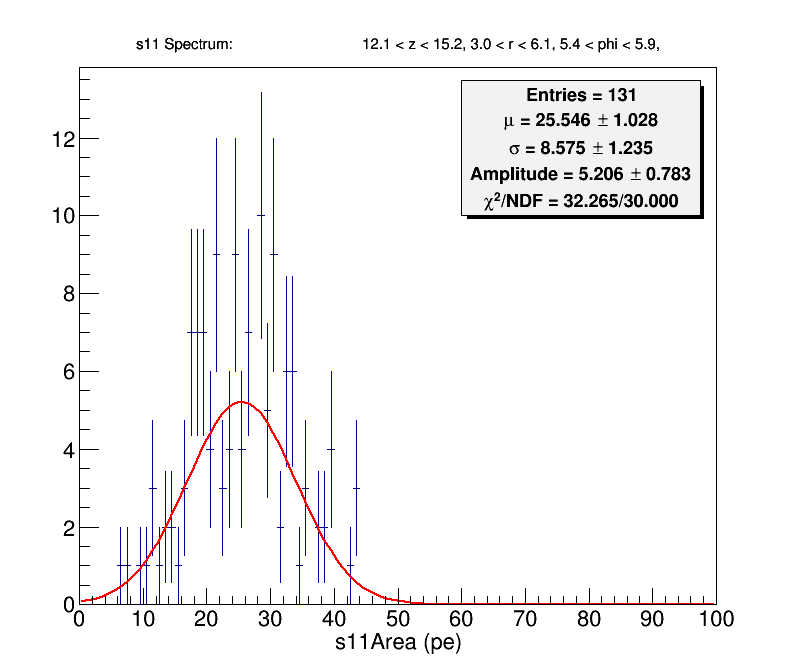 s11 Spectrum: 12.1 < z < 15.2, 3.0 < r < 6.1, 5.4 < phi < 5.9,
Entries = 131
μ = 25.546 ± 1.028
σ = 8.575 ± 1.235
Amplitude = 5.206 ± 0.783
χ²/NDF = 32.265/30.000
12
10
8
6
4
2
0
0 10 20 30 40 50 60 70 80 90 100
s11Area (pe)